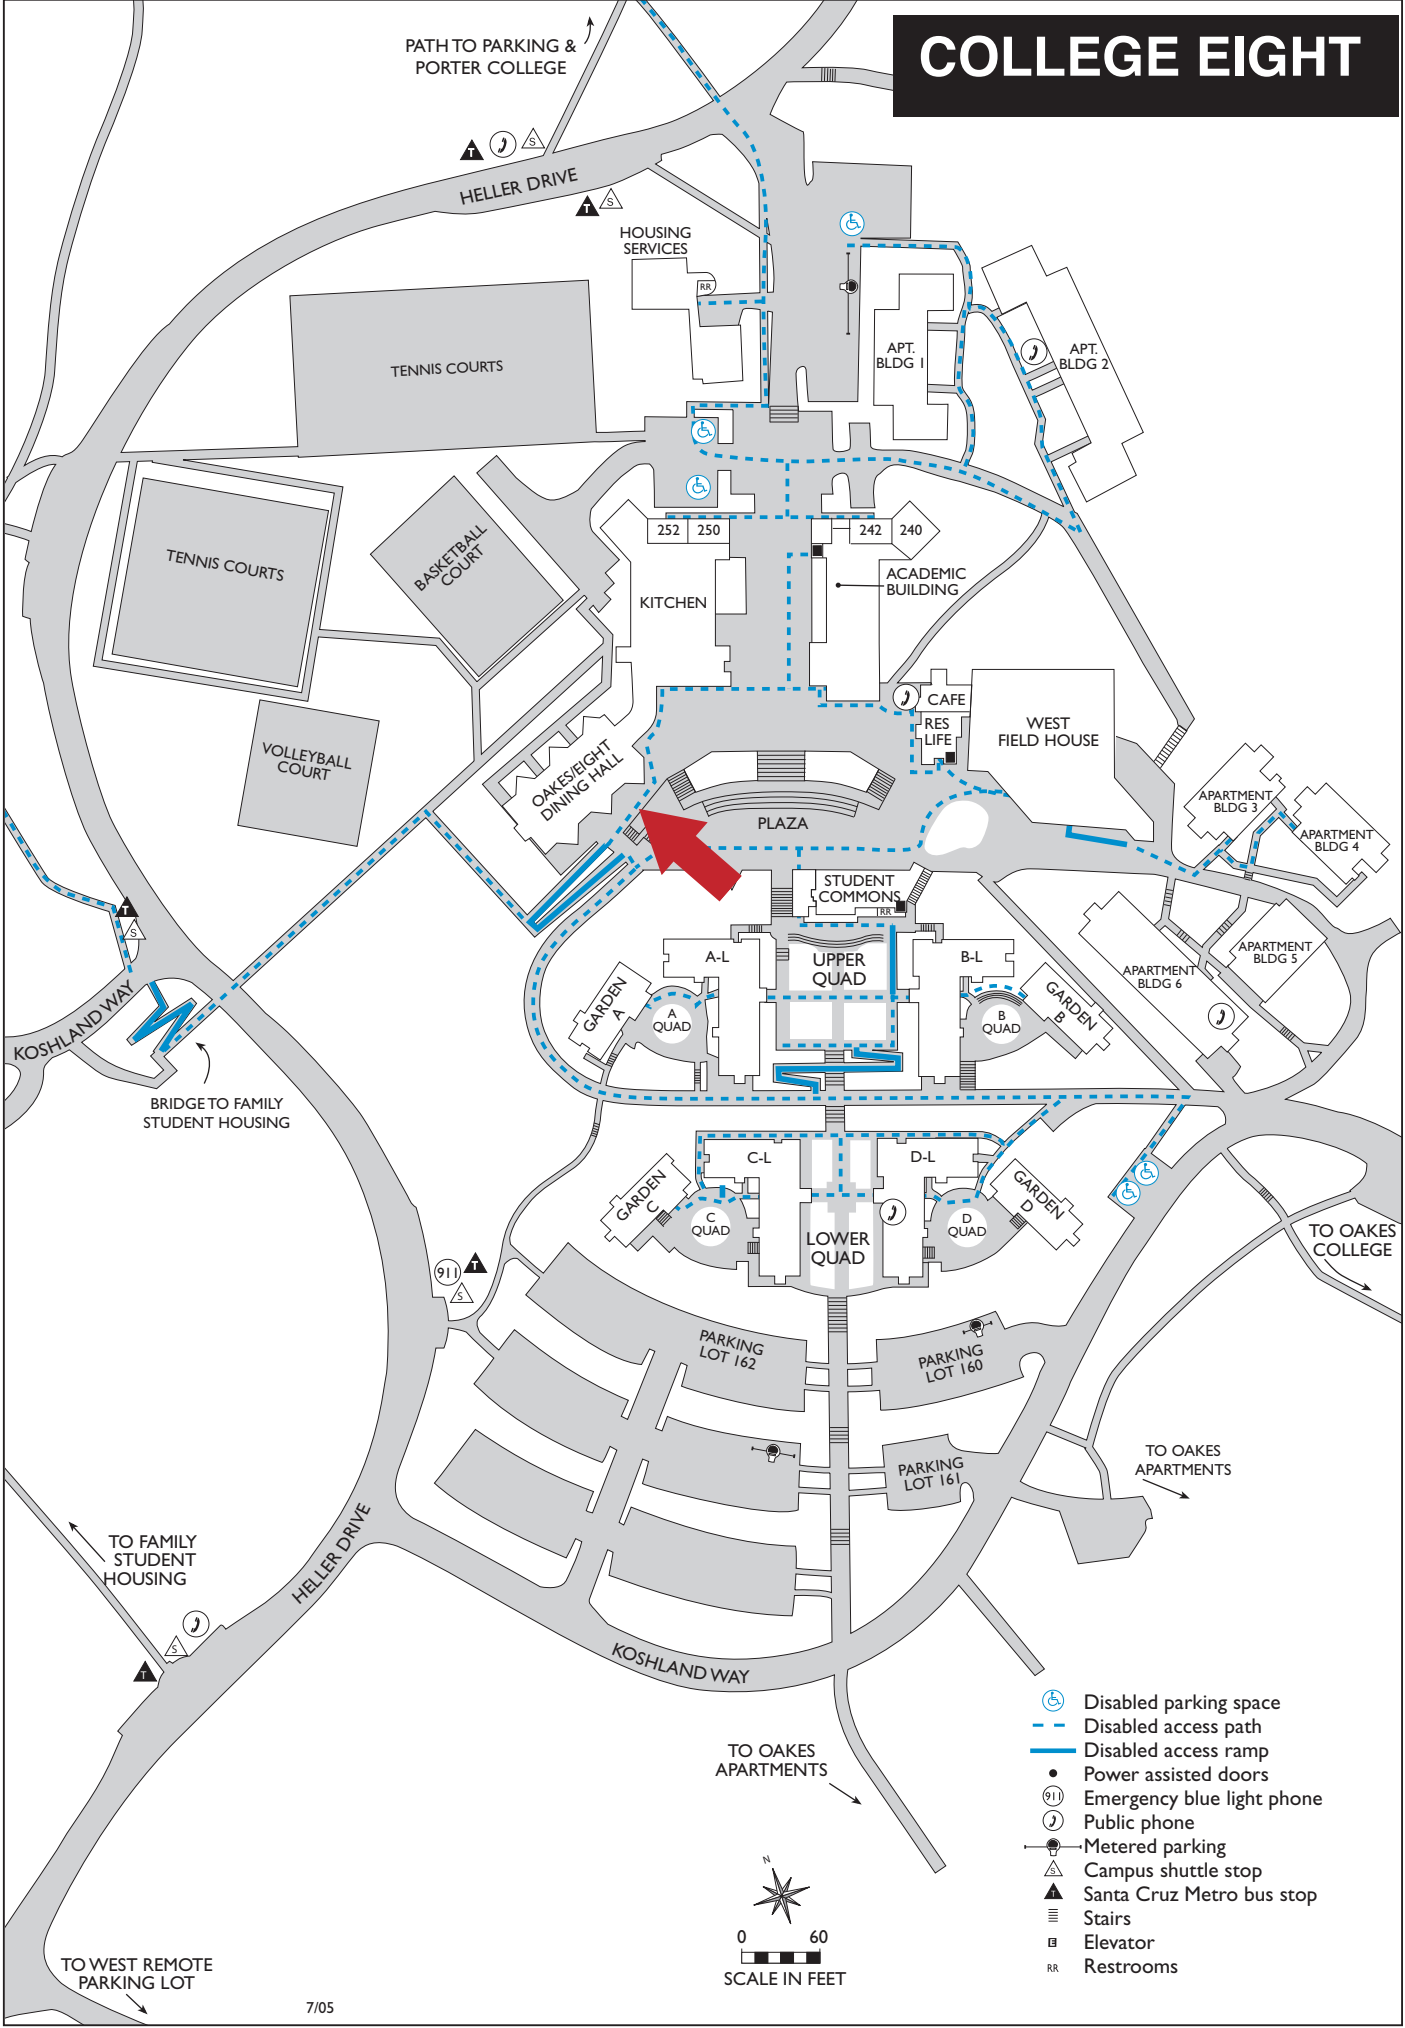 COLLEGE EIGHT
PATH TO PARKING &
PORTER COLLEGE
T
S
HELLER DRIVE
T
S
HOUSING
SERVICES
RR
TENNIS COURTS
APT.
BLDG 1
APT.
BLDG 2
TENNIS COURTS
BASKETBALL
COURT
252
250
242
240
KITCHEN
ACADEMIC
BUILDING
CAFE
RES
LIFE
WEST
FIELD HOUSE
VOLLEYBALL
COURT
OAKES/EIGHT
DINING HALL
PLAZA
APARTMENT
BLDG 3
APARTMENT
BLDG 4
STUDENT
COMMONS
RR
T
S
A-L
UPPER
QUAD
B-L
APARTMENT
BLDG 5
APARTMENT
BLDG 6
GARDEN
A
A
QUAD
B
QUAD
GARDEN
B
KOSHLAND WAY
BRIDGE TO FAMILY
STUDENT HOUSING
C-L
D-L
GARDEN
C
C
QUAD
LOWER
QUAD
D
QUAD
GARDEN
D
TO OAKES
COLLEGE
911
T
S
PARKING
LOT 162
PARKING
LOT 160
PARKING
LOT 161
TO OAKES
APARTMENTS
TO FAMILY
STUDENT
HOUSING
HELLER DRIVE
S
T
KOSHLAND WAY
TO OAKES
APARTMENTS
Disabled parking space
Disabled access path
Disabled access ramp
Power assisted doors
911 Emergency blue light phone
Public phone
Metered parking
S Campus shuttle stop
T Santa Cruz Metro bus stop
Stairs
E Elevator
RR Restrooms
N
0 60
SCALE IN FEET
TO WEST REMOTE
PARKING LOT
7/05